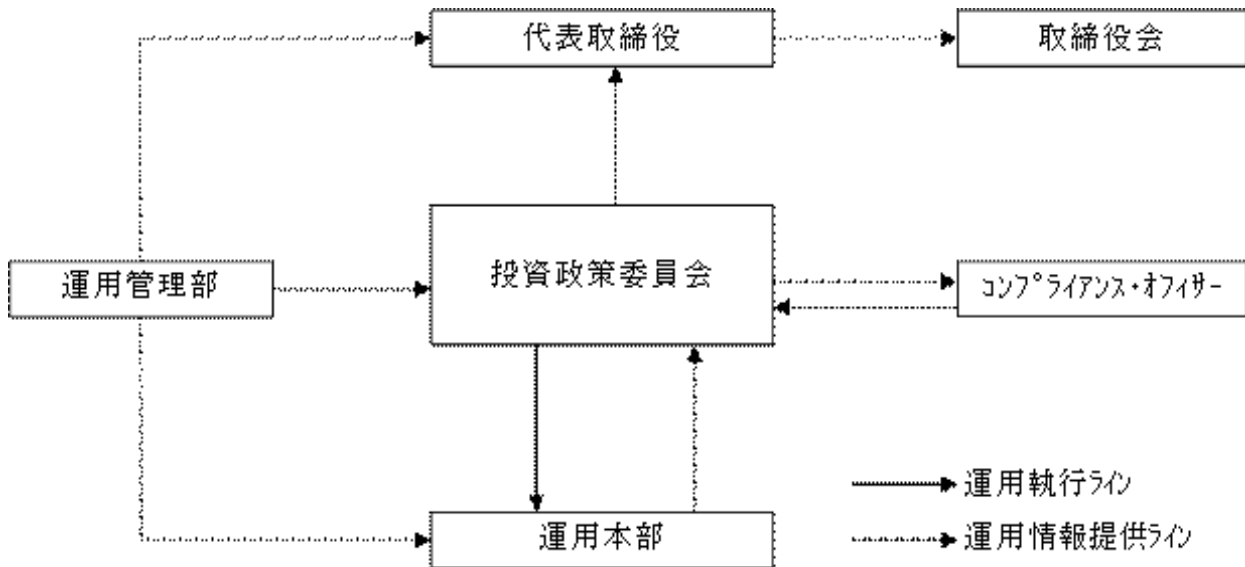 代表取締役
取締役会
運用管理部
投資政策委員会
ｺﾝﾌﾟﾗｲｱﾝｽ・ｵﾌｨｻｰ
運用本部
運用執行ﾗｲﾝ
運用情報提供ﾗｲﾝ